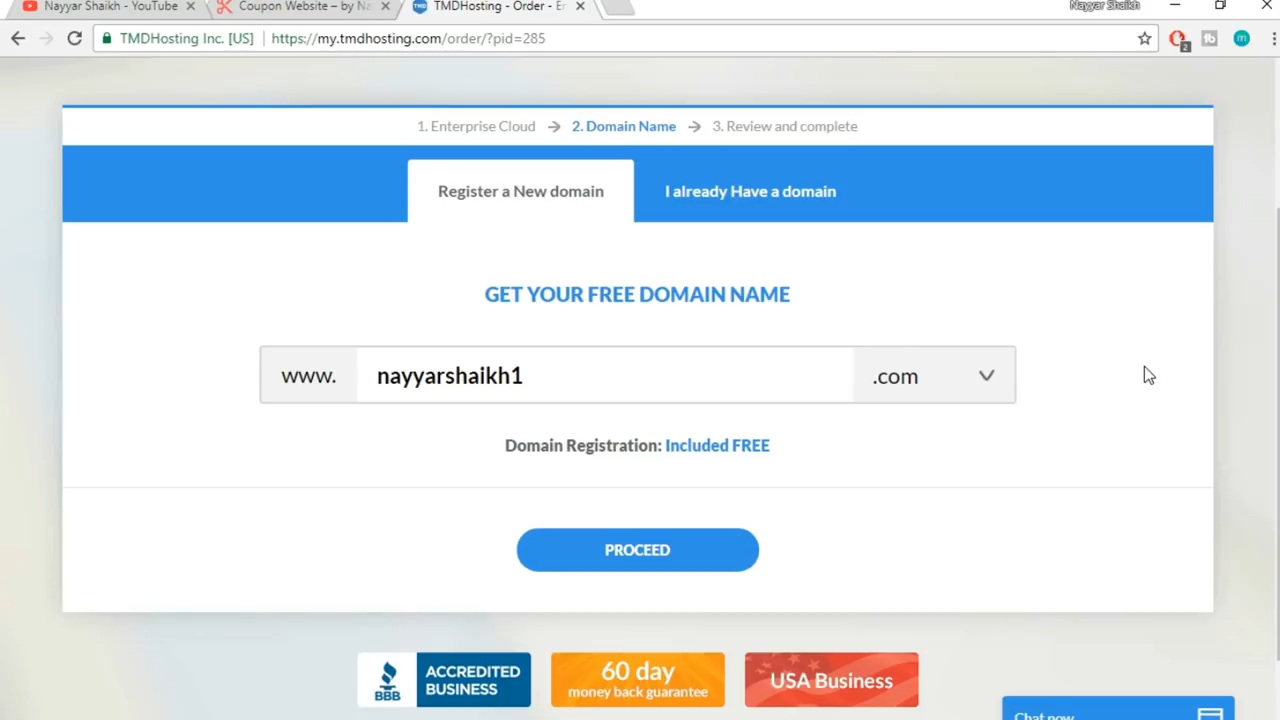 Nayyar Shaikh - YouTube
Coupon Website – by Na
TMD TMDHosting - Order - En
Nayyar Shaikh
TMDHosting Inc. [US]
https://my.tmdhosting.com/order/?pid=285
2
m
1. Enterprise Cloud
2. Domain Name
3. Review and complete
Register a New domain
I already Have a domain
GET YOUR FREE DOMAIN NAME
www.
nayyarshaikh1
.com
Domain Registration: Included FREE
PROCEED
BBB
ACCREDITED
BUSINESS
60 day
money back guarantee
USA Business
Chat now